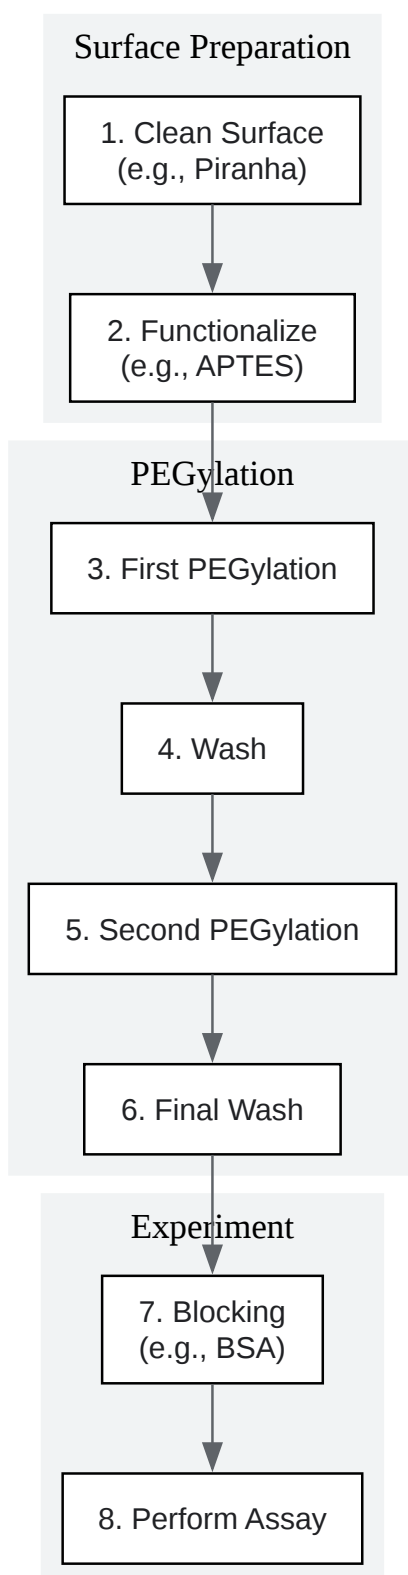 Surface Preparation
1. Clean Surface
(e.g., Piranha)
2. Functionalize
(e.g., APTES)
PEGylation
3. First PEGylation
4. Wash
5. Second PEGylation
6. Final Wash
Experiment
7. Blocking
(e.g., BSA)
8. Perform Assay